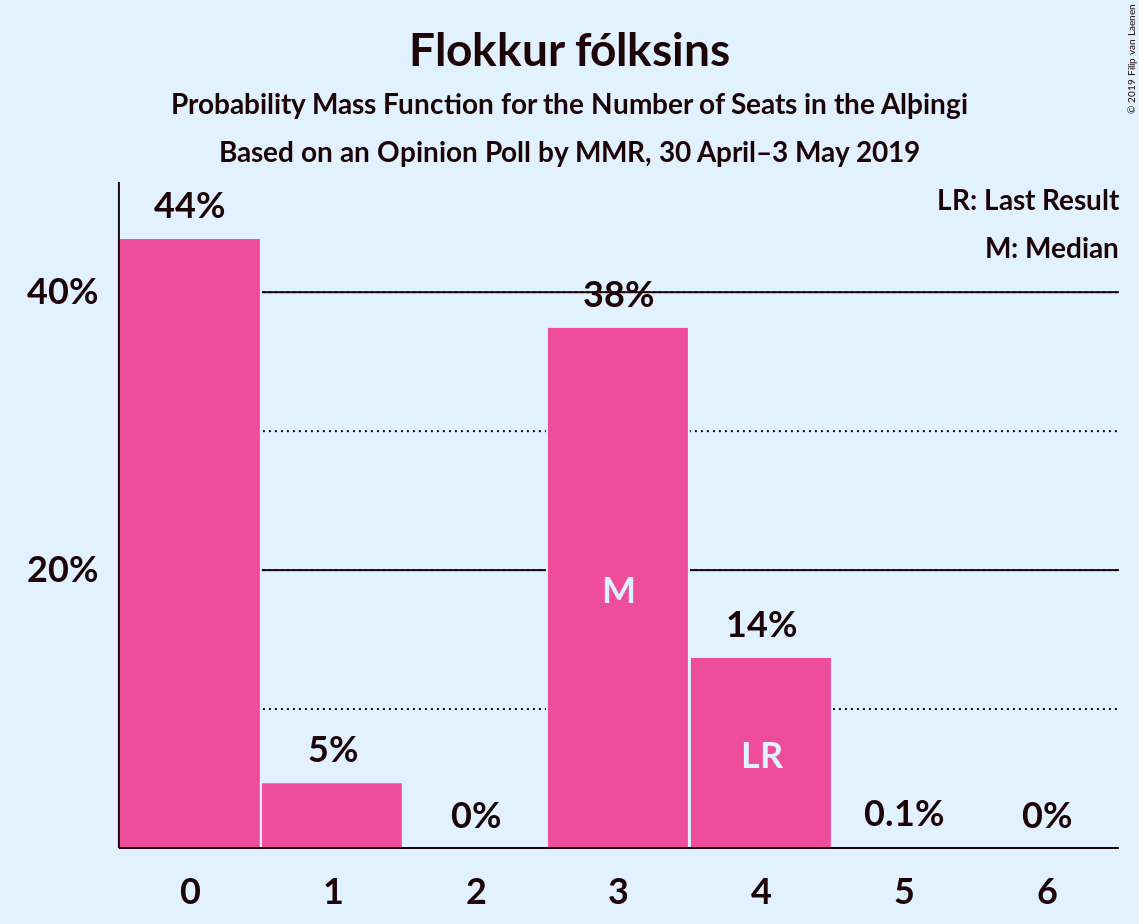 Flokkur fólksins
Probability Mass Function for the Number of Seats in the Alþingi
Based on an Opinion Poll by MMR, 30 April–3 May 2019
© 2019 Filip van Laenen
LR: Last Result
M: Median
44%
40%
38%
20%
M
14%
LR
5%
0%
0.1%
0%
0 1 2 3 4 5 6